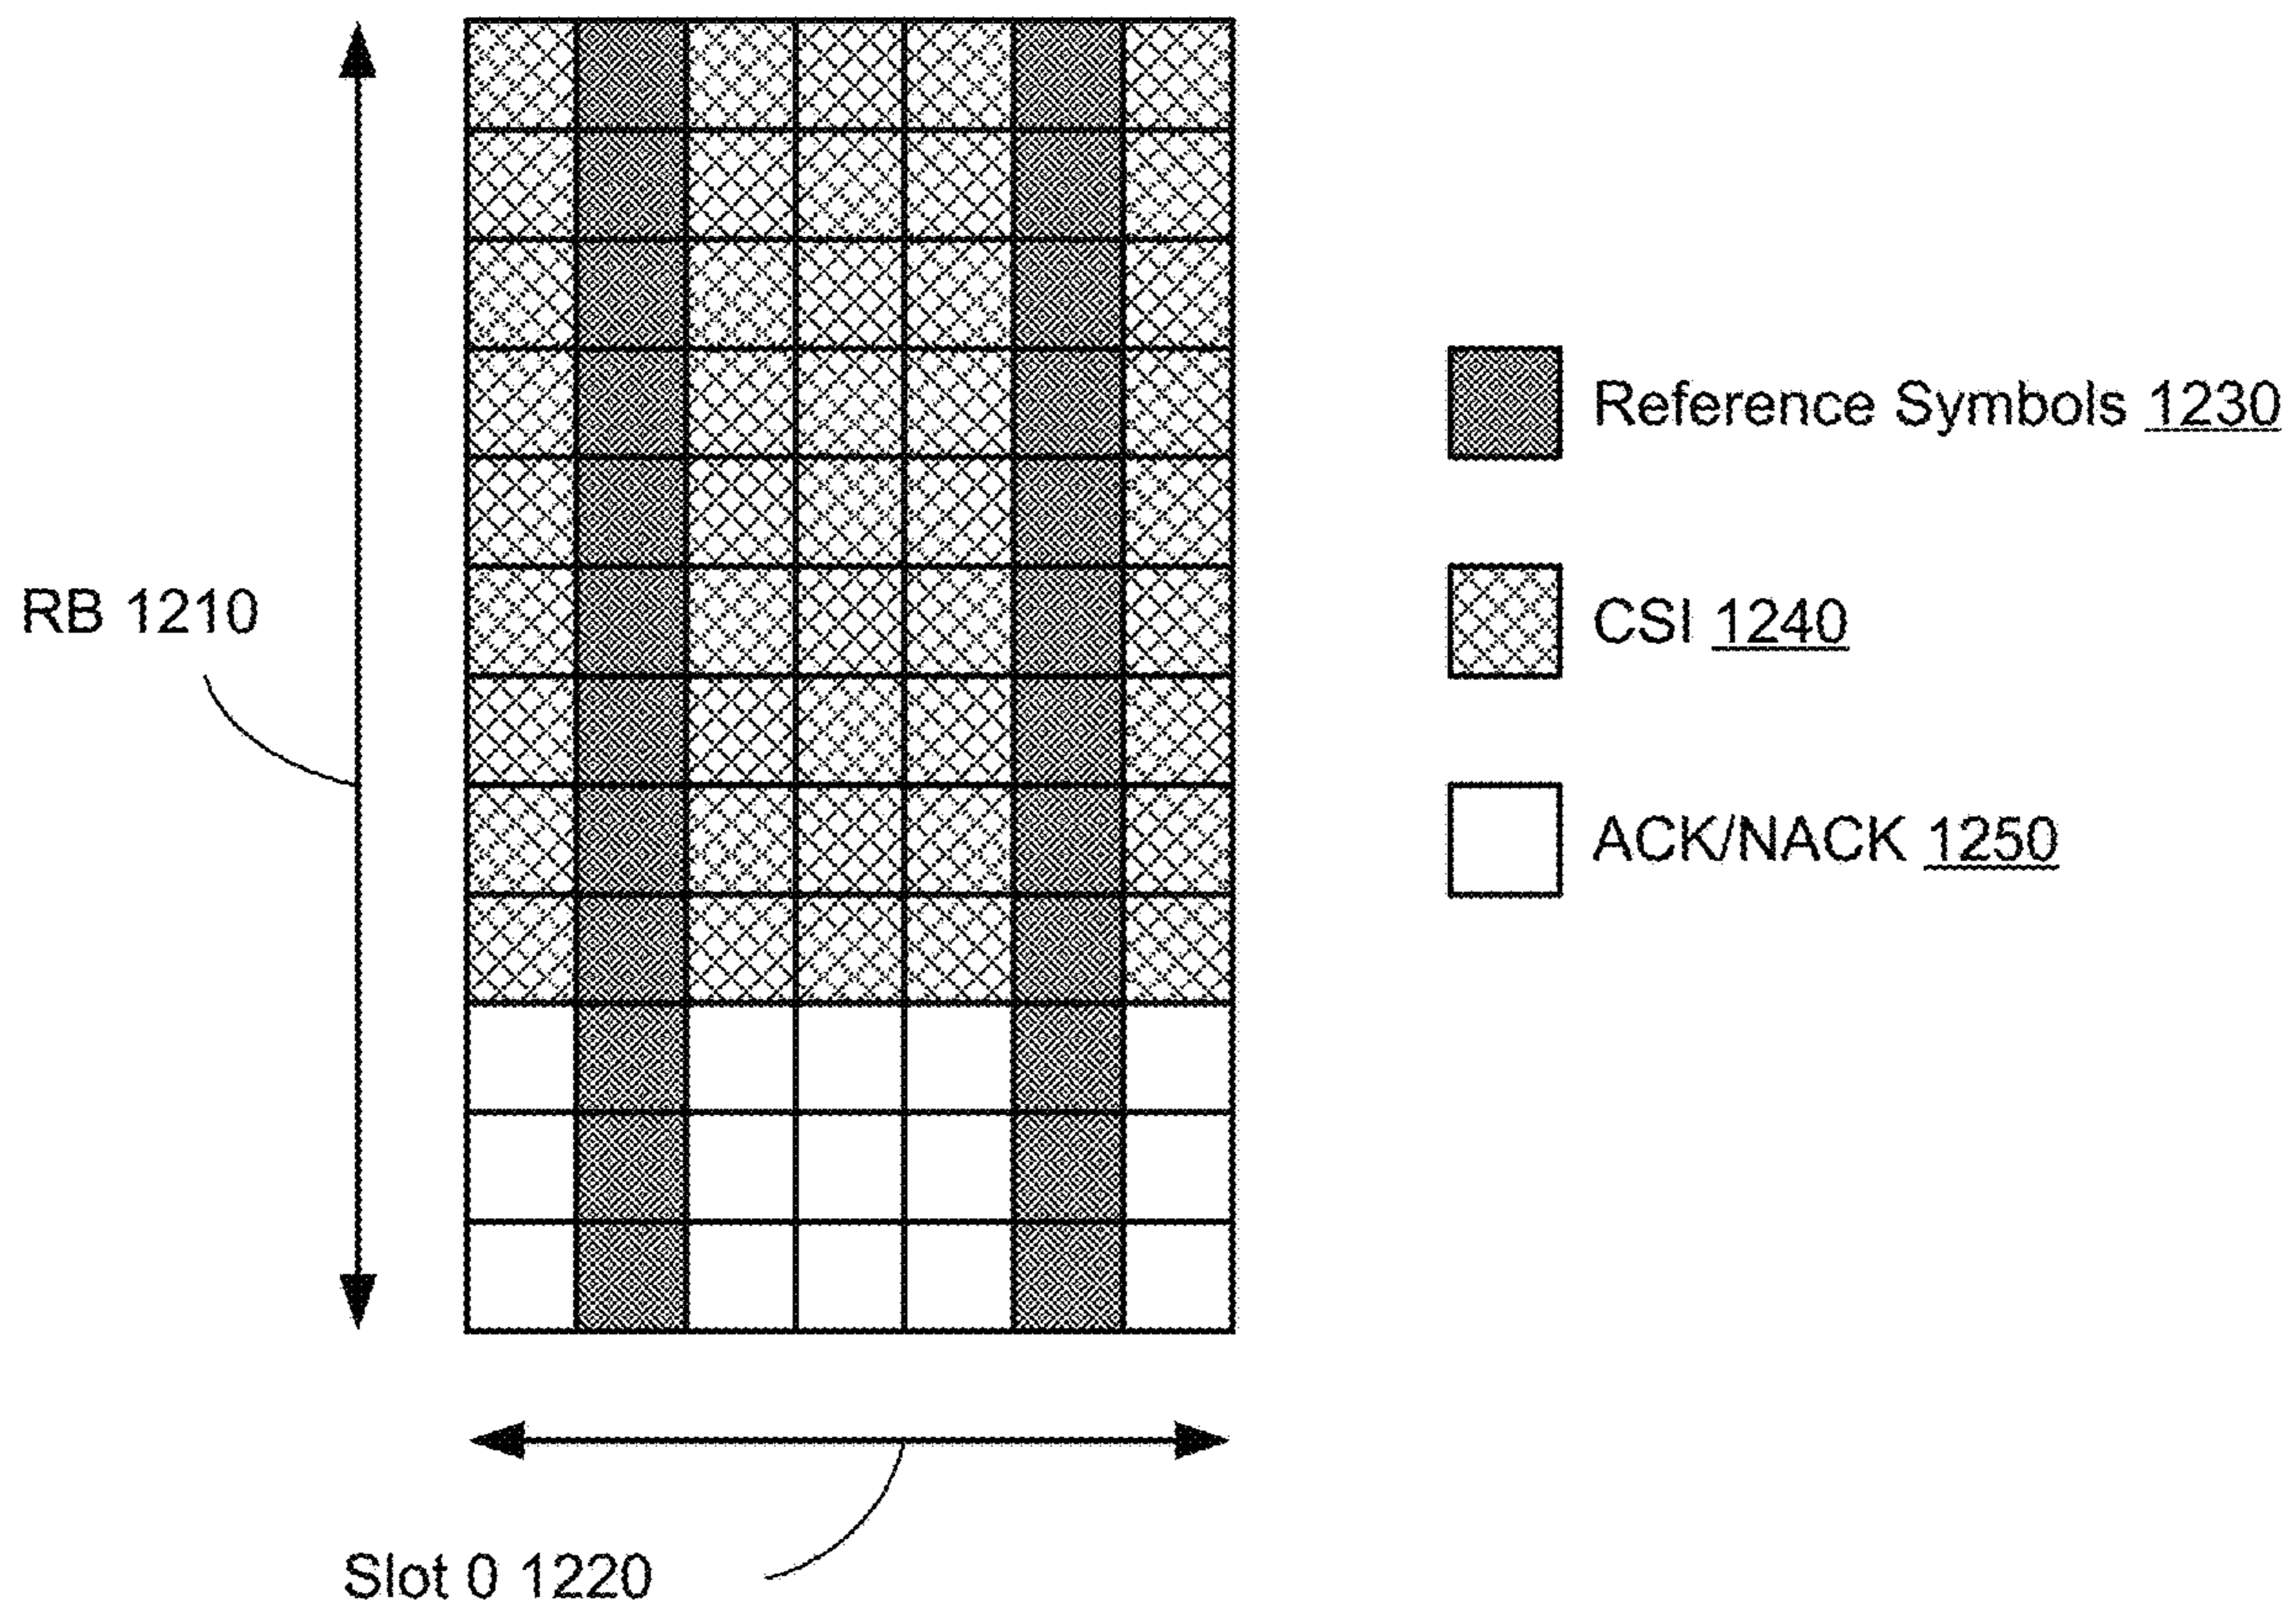 Reference Symbols 1230
RB 1210
CSI 1240
ACK/NACK 1250
Slot 0 1220